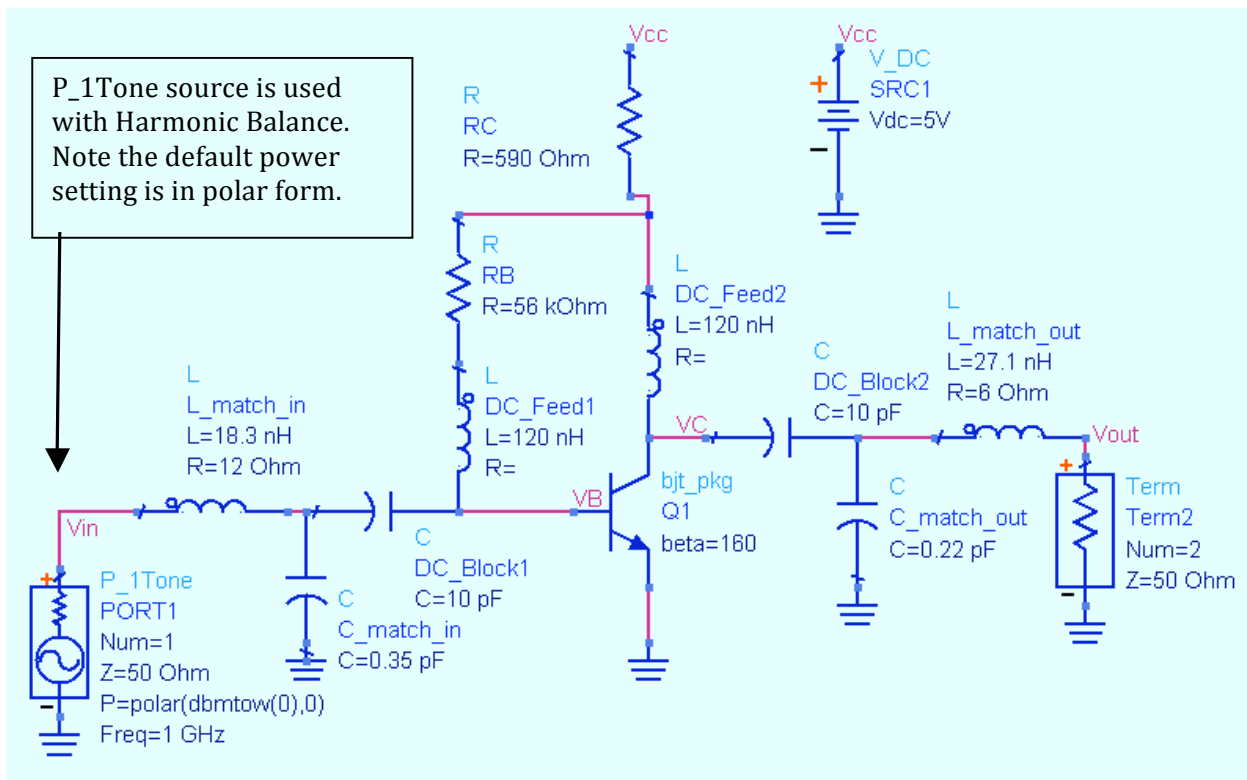 P_1Tone source is used
with Harmonic Balance.
Note the default power
setting is in polar form.
Vcc
R
RC
R=590 Ohm
Vcc
V_DC
SRC1
Vdc=5V
+
−
R
RB
R=56 kOhm
L
DC_Feed2
L=120 nH
R=
L
L_match_out
L=27.1 nH
R=6 Ohm
C
DC_Block2
C=10 pF
L
L_match_in
L=18.3 nH
R=12 Ohm
L
DC_Feed1
L=120 nH
R=
VC
Vout
VB
bjt_pkg
Q1
beta=160
Vin
C
DC_Block1
C=10 pF
C
C_match_in
C=0.35 pF
C
C_match_out
C=0.22 pF
+
Term
Term2
Num=2
Z=50 Ohm
−
+
P_1Tone
PORT1
Num=1
Z=50 Ohm
P=polar(dbmtow(0),0)
Freq=1 GHz
−